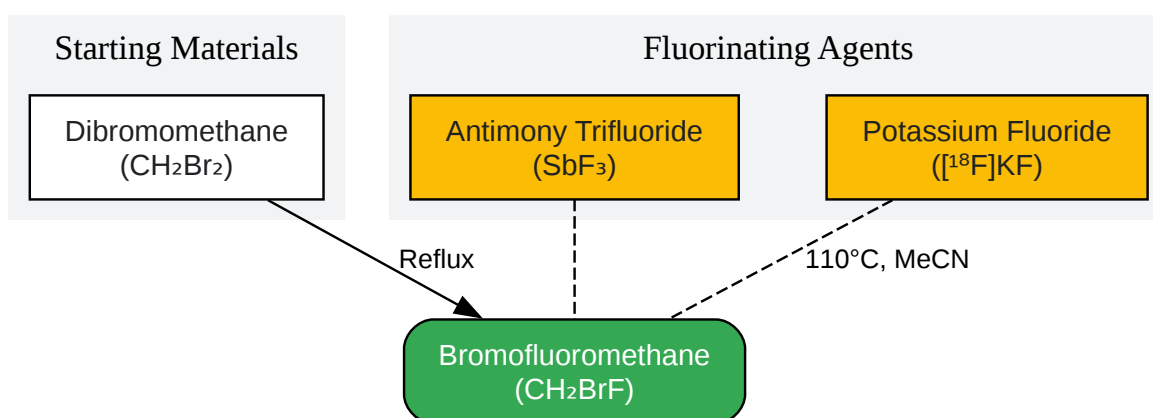 Starting Materials
Fluorinating Agents
Dibromomethane
(CH₂Br₂)
Antimony Trifluoride
(SbF₃)
Potassium Fluoride
([¹⁸F]KF)
Reflux
110°C, MeCN
Bromofluoromethane
(CH₂BrF)